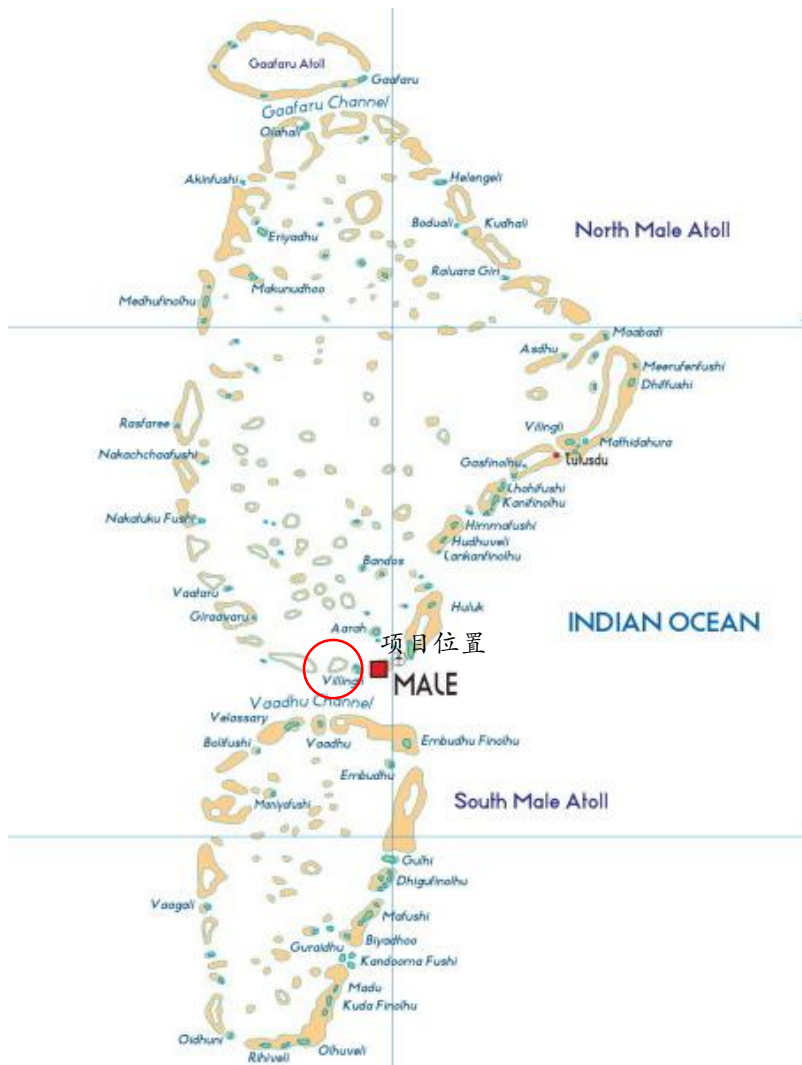 Gaafaru Atoll
Gaafaru
Gaafaru Channel
Olahali
Akinfushi
Helengeli
Boduali
Kudhali
North Male Atoll
Eriyadhu
Raluara Giri
Makunudhoo
Medhufinolhu
Maabadi
Asdhu
Meerufenfushi
Dhiffushi
Rasfaree
Vilingli
Mathidahura
Nakachchaafushi
Gasfinolhu
Lulusdu
Lhohifushi
Kanifinolhu
Nakatuku Fushi
Himmafushi
Hudhuveli
Lankanfinolhu
Bandos
Vaafaru
Huluk
Giraavaru
INDIAN OCEAN
Aarah
项目位置
Villingli
MALE
Vaadhu Channel
Velassary
Bolifushi
Vaadhu
Embudhu Finolhu
Embudhu
Maniyafushi
South Male Atoll
Gulhi
Dhigufinolhu
Vaagali
Mafushi
Biyadhoo
Guraidhu
Kandooma Fushi
Madu
Kuda Finolhu
Oidhuni
Rihiveli
Olhuveli